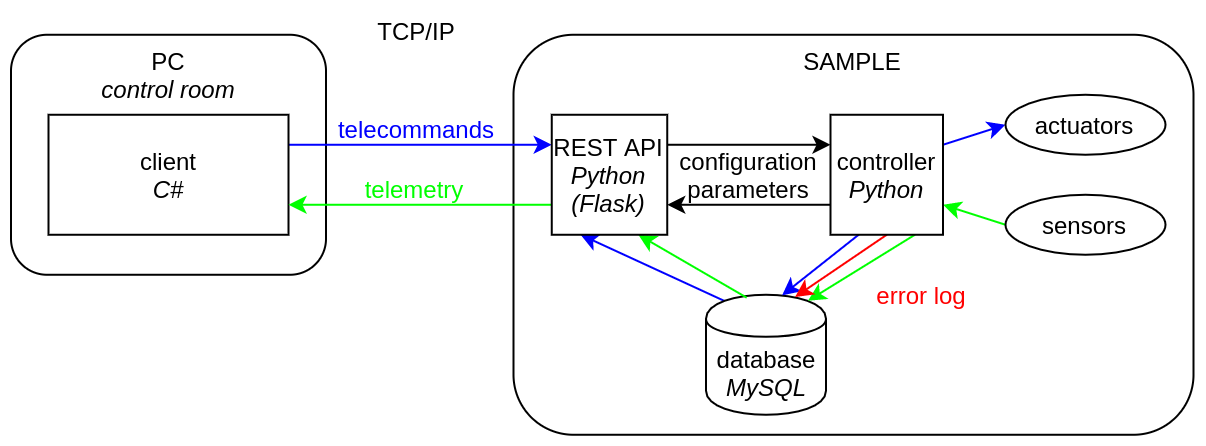 TCP/IP
PC
control room
client
C#
telecommands
telemetry
SAMPLE
REST API
Python
(Flask)
configuration
parameters
controller
Python
actuators
sensors
error log
database
MySQL